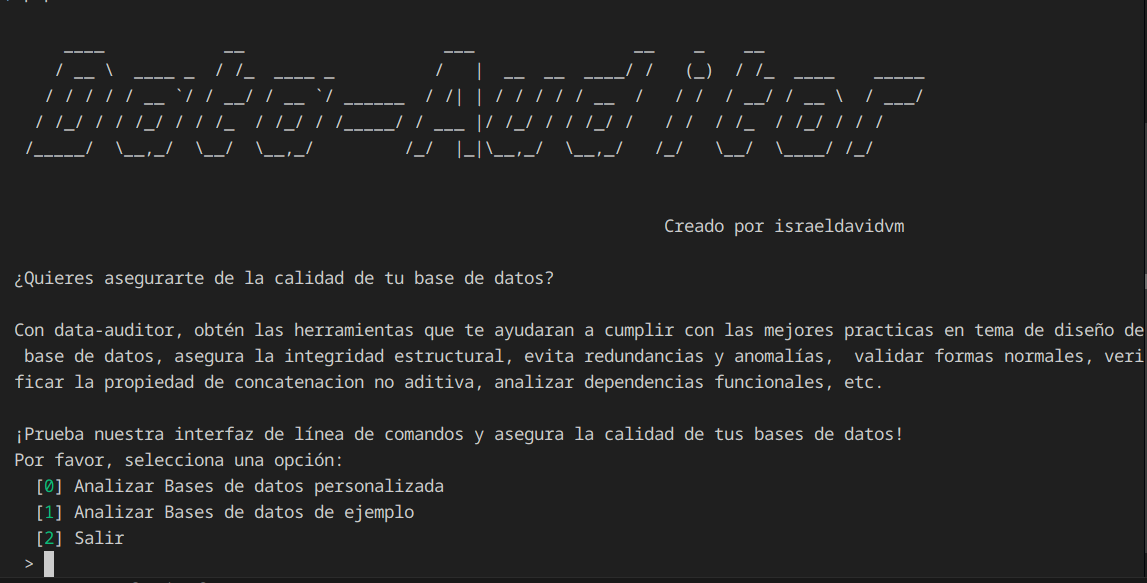 Data-Auditor
Creado por israeldavidvm
¿Quieres asegurarte de la calidad de tu base de datos?
Con data-auditor, obtén las herramientas que te ayudaran a cumplir con las mejores practicas en tema de diseño de
base de datos, asegura la integridad estructural, evita redundancias y anomalías,  validar formas normales, veri
ficar la propiedad de concatenacion no aditiva, analizar dependencias funcionales, etc.
¡Prueba nuestra interfaz de línea de comandos y asegura la calidad de tus bases de datos!
Por favor, selecciona una opción:
[0] Analizar Bases de datos personalizada
[1] Analizar Bases de datos de ejemplo
[2] Salir
>